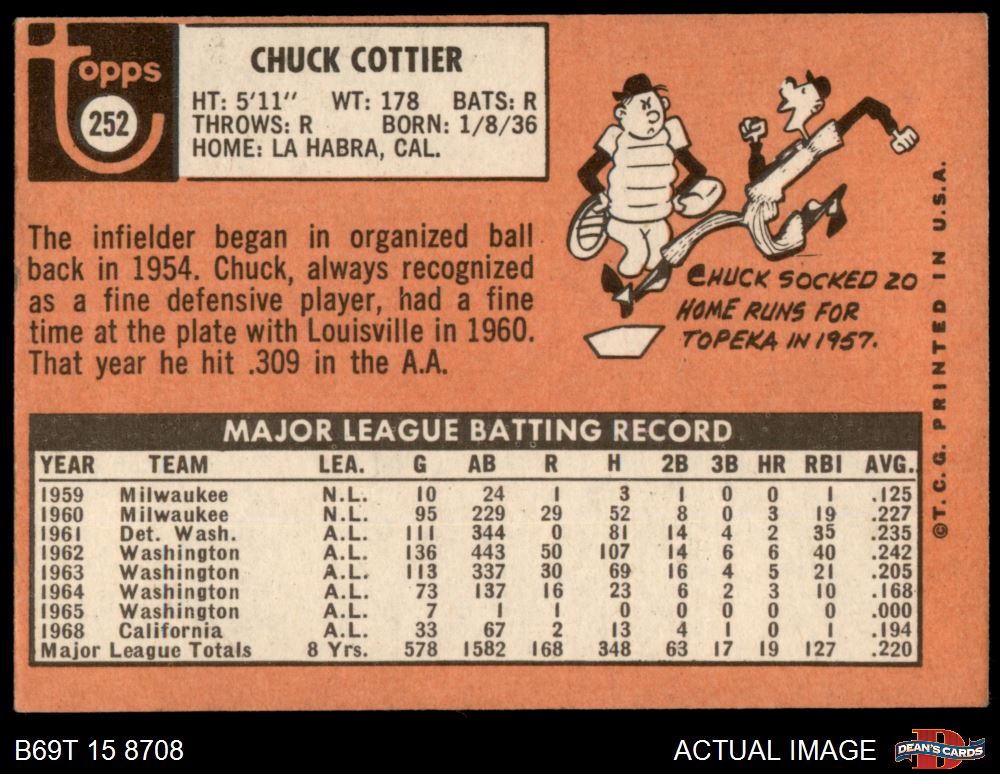 Topps
252
CHUCK COTTIER
HT: 5'11" WT: 178 BATS: R
THROWS: R BORN: 1/8/36
HOME: LA HABRA, CAL.
The infielder began in organized ball
back in 1954. Chuck, always recognized
as a fine defensive player, had a fine
time at the plate with Louisville in 1960.
That year he hit .309 in the A.A.
CHUCK SOCKED 20
HOME RUNS FOR
TOPEKA IN 1957.
©T. C. G. PRINTED IN U.S.A.
MAJOR LEAGUE BATTING RECORD
YEAR TEAM LEA. G AB R H 2B 3B HR RBI AVG.
1959 Milwaukee N.L. 10 24 1 3 1 0 0 1 .125
1960 Milwaukee N.L. 95 229 29 52 8 0 3 19 .227
1961 Det. Wash. A.L. 111 344 0 81 14 4 2 35 .235
1962 Washington A.L. 136 443 50 107 14 6 6 40 .242
1963 Washington A.L. 113 337 30 69 16 4 5 21 .205
1964 Washington A.L. 73 137 16 23 6 2 3 10 .168
1965 Washington A.L. 7 1 1 0 0 0 0 0 .000
1968 California A.L. 33 67 2 13 4 1 0 1 .194
Major League Totals 8 Yrs. 578 1582 168 348 63 17 19 127 .220
B69T 15 8708
ACTUAL IMAGE
D
DEAN'S CARDS